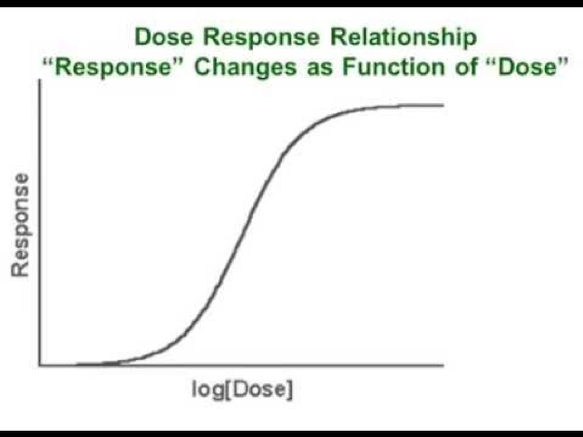 Dose Response Relationship
“Response” Changes as Function of “Dose”
Response
log[Dose]